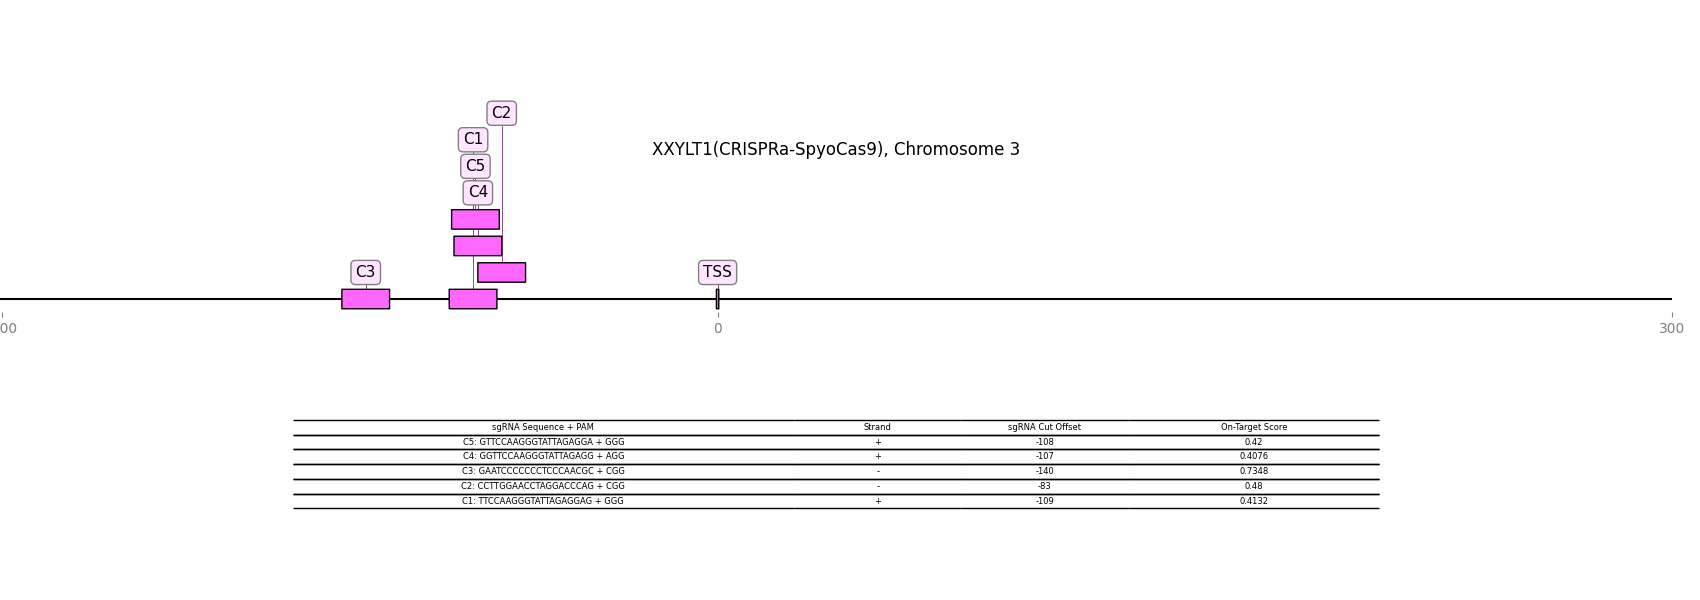 C2
C1
XXYLT1(CRISPRa-SpyoCas9), Chromosome 3
C5
C4
C3
TSS
00
0
300
sgRNA Sequence + PAM Strand sgRNA Cut Offset On-Target Score
C5: GTTCCAAGGGTATTAGAGGA + GGG + -108 0.42
C4: GGTTCCAAGGGTATTAGAGG + AGG + -107 0.4076
C3: GAATCCCCCCCTCCCAACGC + CGG - -140 0.7348
C2: CCTTGGAACCTAGGACCCAG + CGG - -83 0.48
C1: TTCCAAGGGTATTAGAGGAG + GGG + -109 0.4132